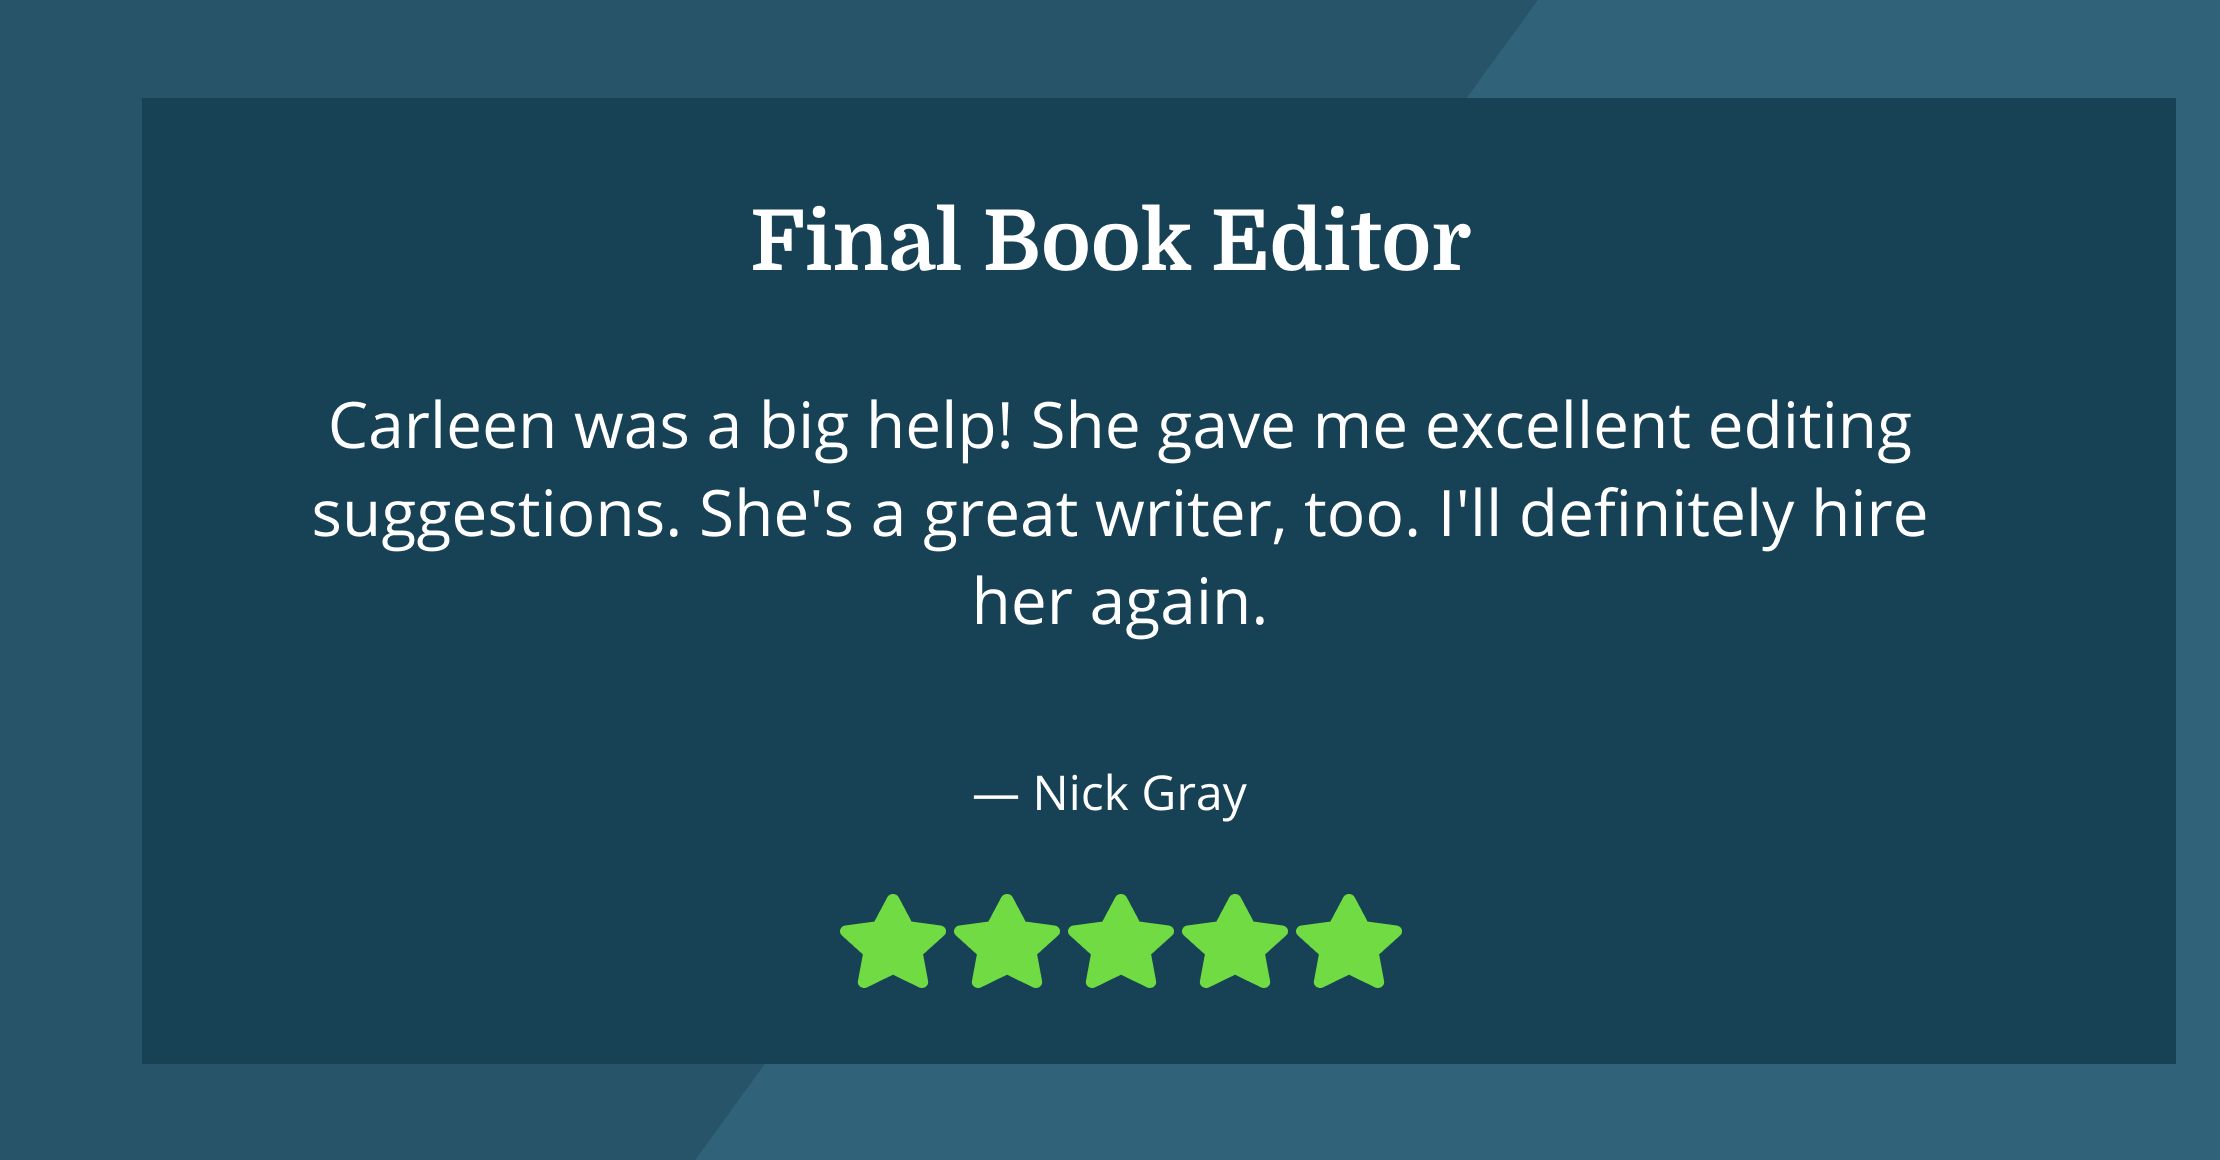 Final Book Editor
Carleen was a big help! She gave me excellent editing
suggestions. She's a great writer, too. I'll definitely hire
her again.
— Nick Gray